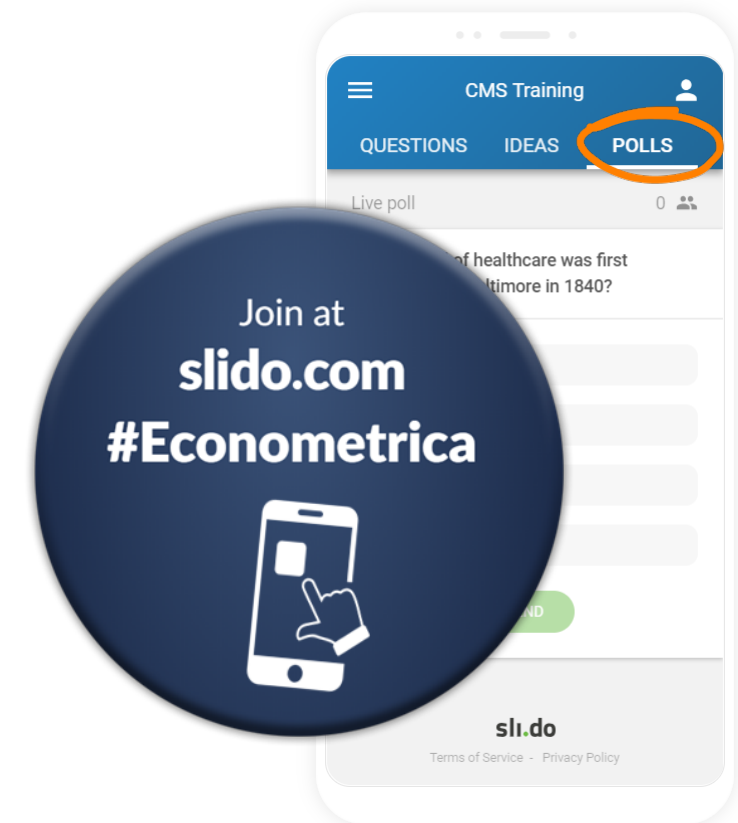 CMS Training
QUESTIONS IDEAS POLLS
Live poll 0
of healthcare was first
timore in 1840?
Join at
slido.com
#Econometrica
ND
sli.do
Terms of Service - Privacy Policy